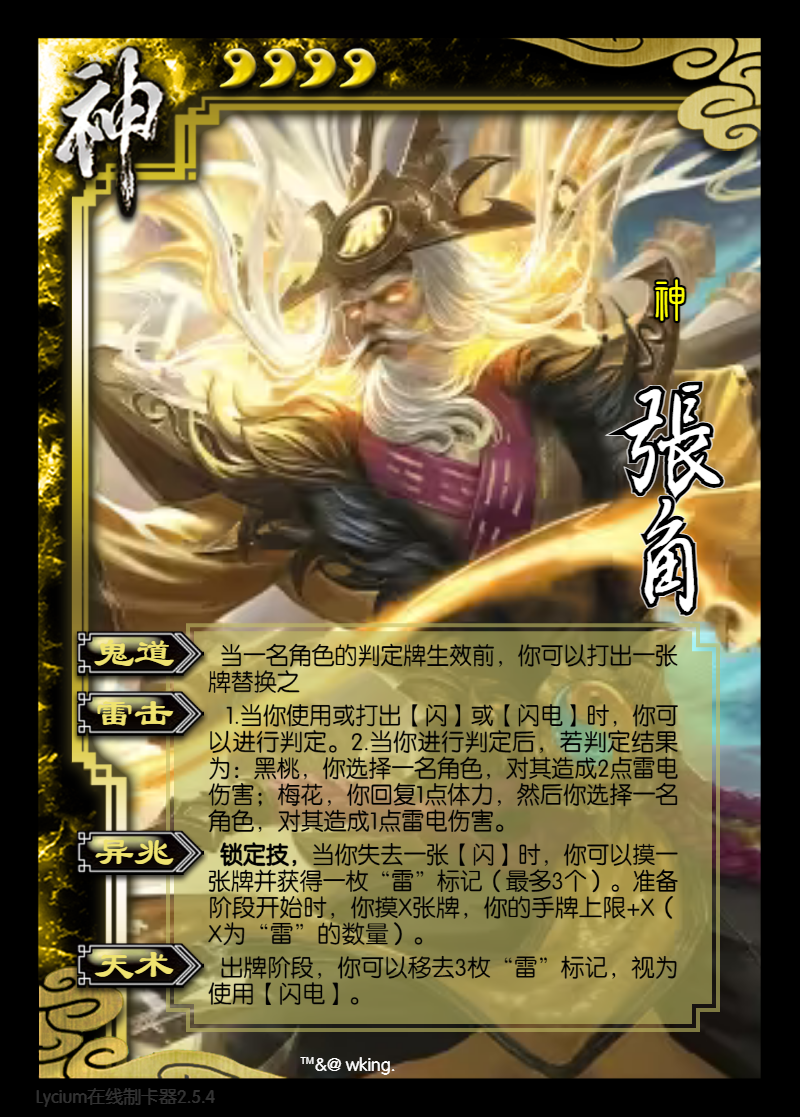 神
神
張角
鬼道
当一名角色的判定牌生效前，你可以打出一张
牌替换之
雷击
1.当你使用或打出【闪】或【闪电】时，你可
以进行判定。2.当你进行判定后，若判定结果
为：黑桃，你选择一名角色，对其造成2点雷电
伤害；梅花，你回复1点体力，然后你选择一名
角色，对其造成1点雷电伤害。
异兆
锁定技，当你失去一张【闪】时，你可以摸一
张牌并获得一枚“雷”标记（最多3个）。准备
阶段开始时，你摸X张牌，你的手牌上限+X（
X为“雷”的数量）。
天术
出牌阶段，你可以移去3枚“雷”标记，视为
使用【闪电】。
™&@ wking.
Lycium在线制卡器2.5.4